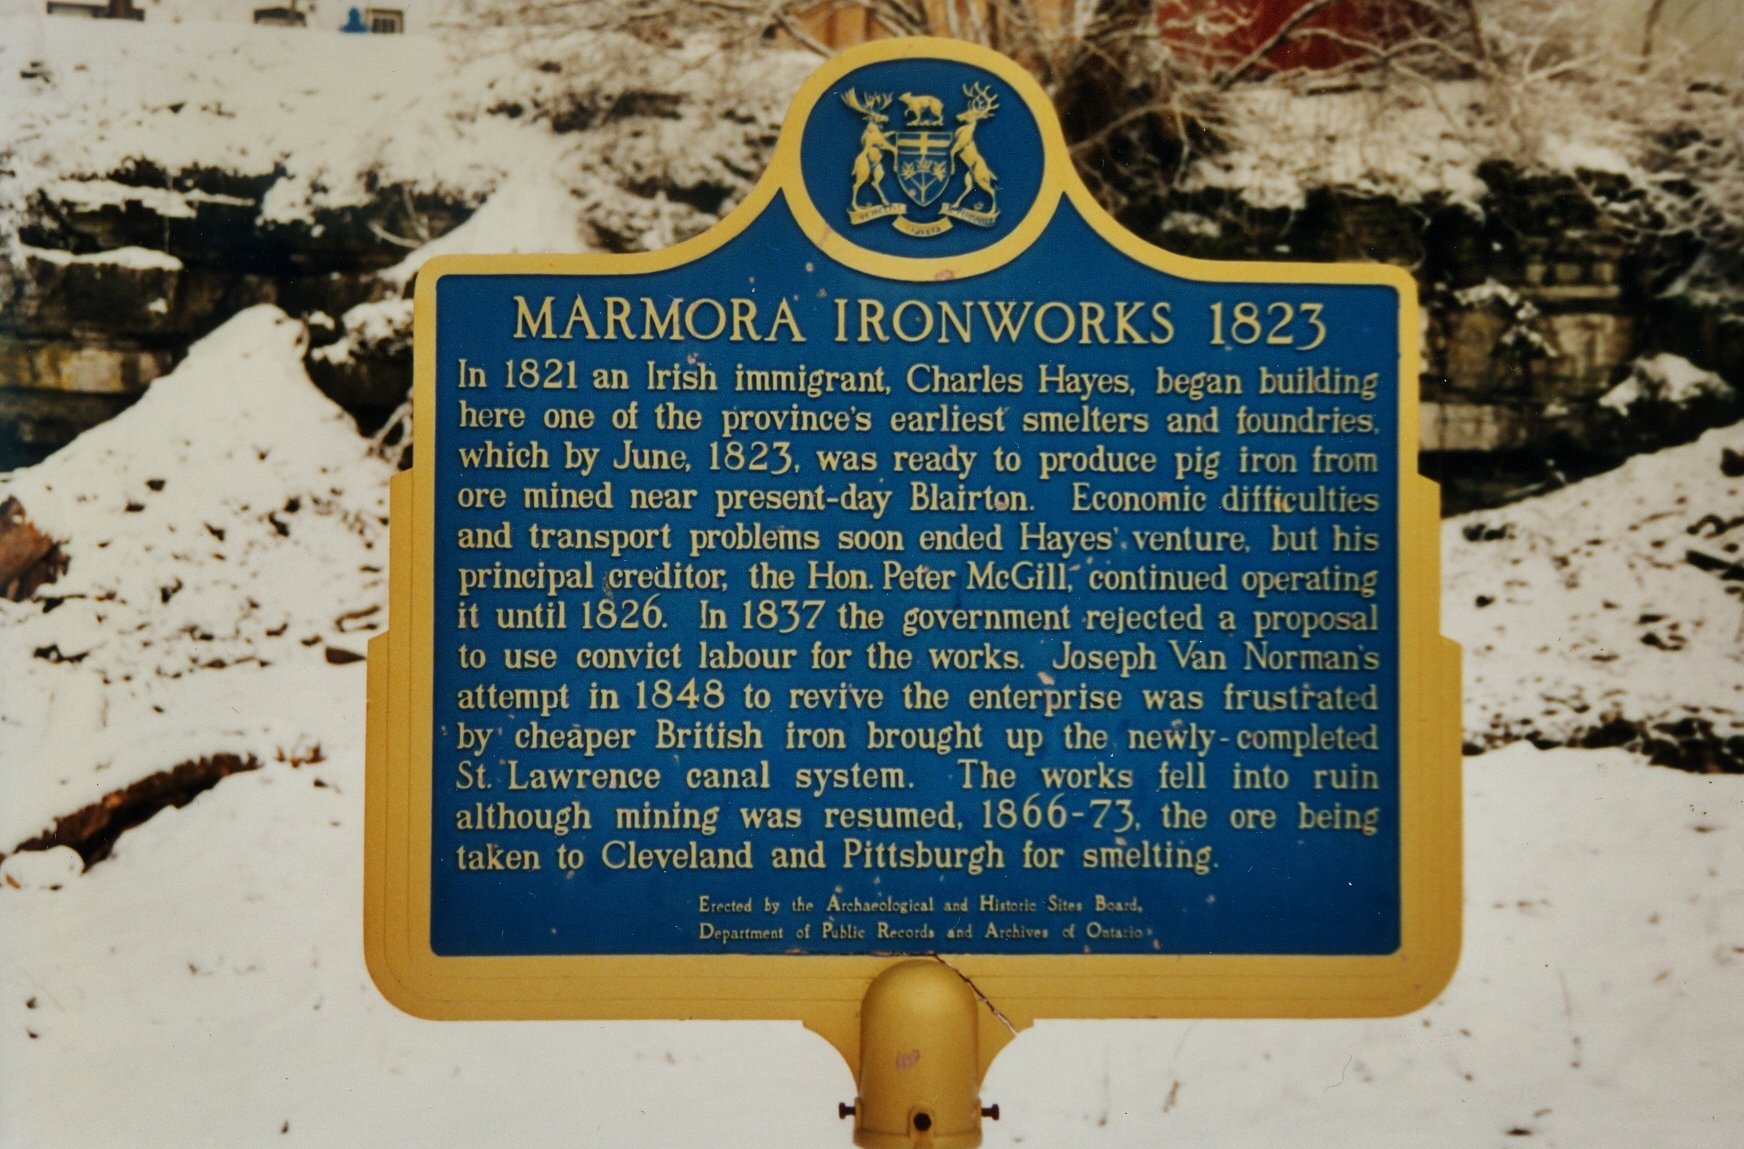 MARMORA IRONWORKS 1823
In 1821 an Irish immigrant, Charles Hayes, began building
here one of the province's earliest smelters and foundries,
which by June, 1823, was ready to produce pig iron from
ore mined near present-day Blairton. Economic difficulties
and transport problems soon ended Hayes' venture, but his
principal creditor, the Hon. Peter McGill, continued operating
it until 1826. In 1837 the government rejected a proposal
to use convict labour for the works. Joseph Van Norman's
attempt in 1848 to revive the enterprise was frustrated
by cheaper British iron brought up the newly-completed
St. Lawrence canal system. The works fell into ruin
although mining was resumed, 1866-73, the ore being
taken to Cleveland and Pittsburgh for smelting.
Erected by the Archaeological and Historic Sites Board,
Department of Public Records and Archives of Ontario